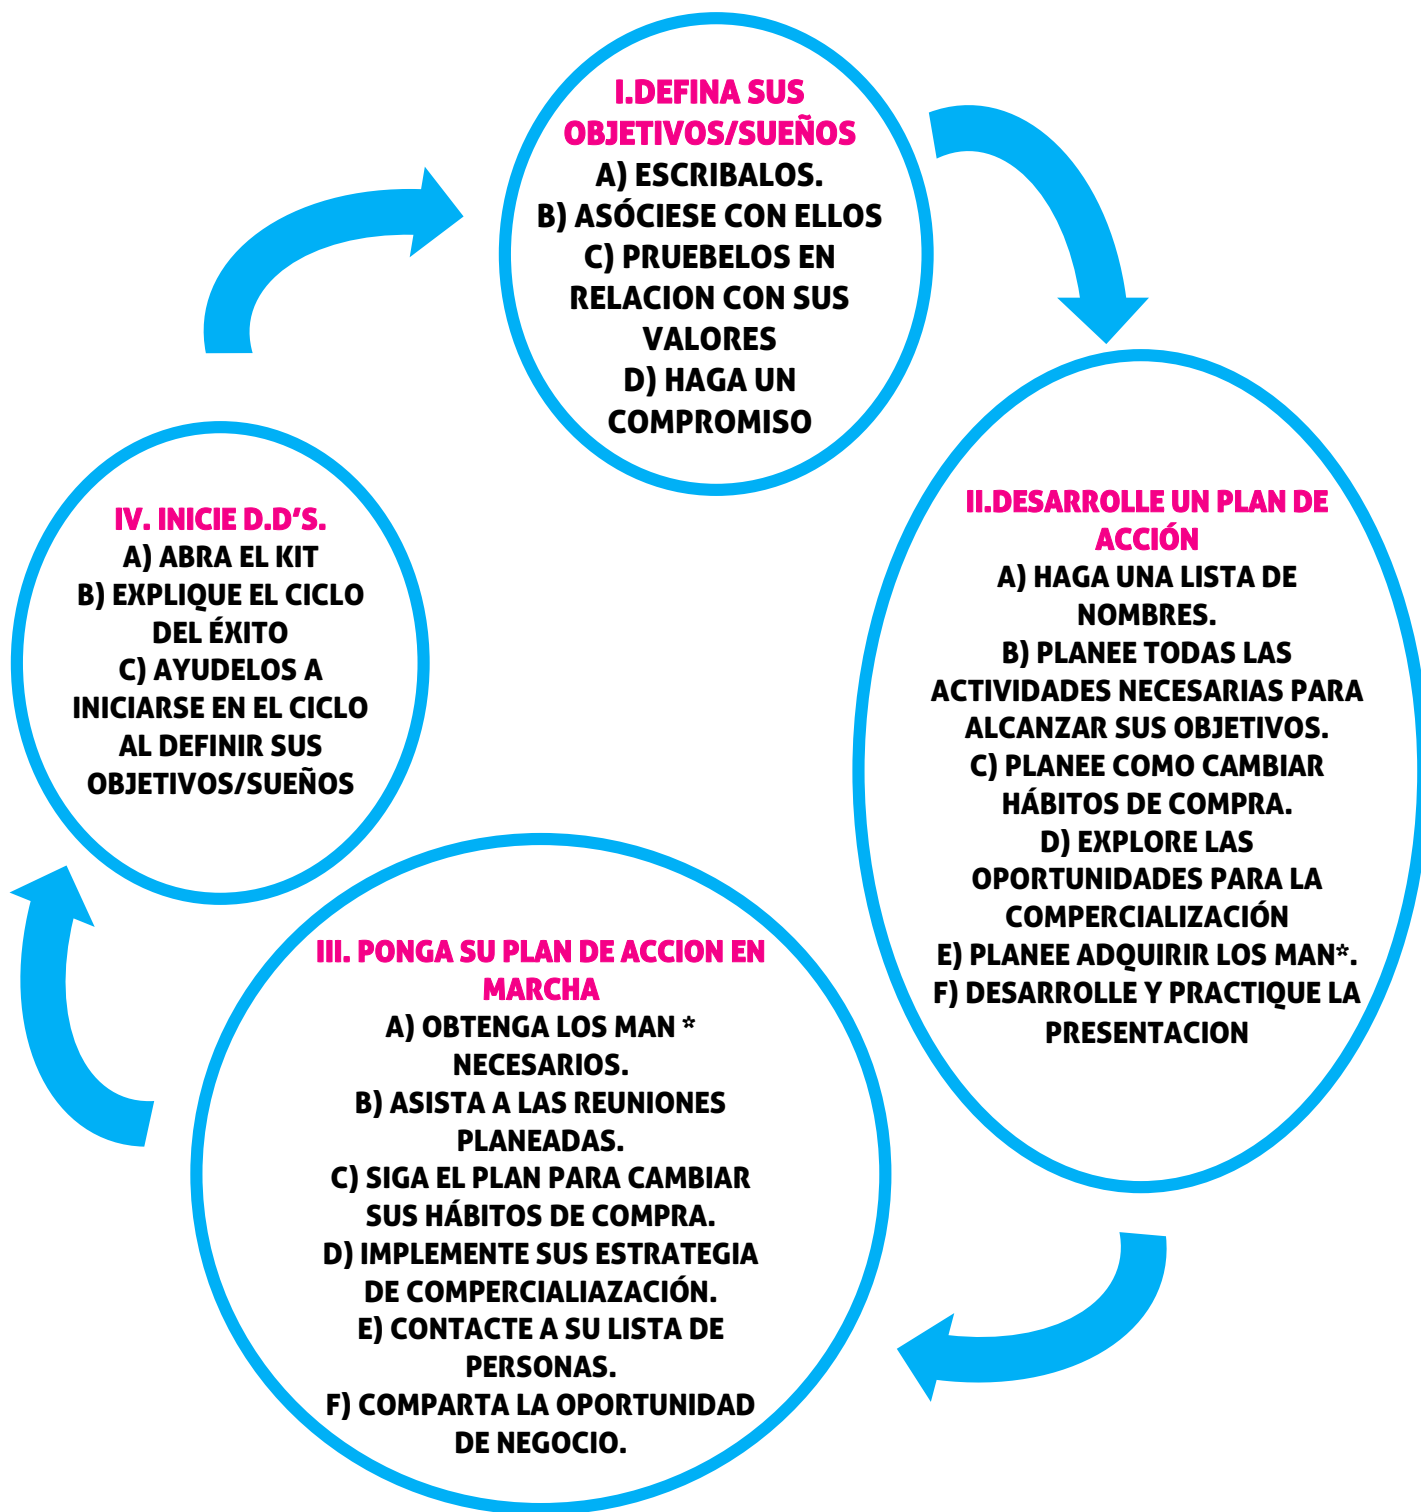 I.DEFINA SUS
OBJETIVOS/SUEÑOS
A) ESCRIBALOS.
B) ASÓCIESE CON ELLOS
C) PRUEBELOS EN
RELACION CON SUS
VALORES
D) HAGA UN
COMPROMISO
II.DESARROLLE UN PLAN DE
ACCIÓN
A) HAGA UNA LISTA DE
NOMBRES.
B) PLANEE TODAS LAS
ACTIVIDADES NECESARIAS PARA
ALCANZAR SUS OBJETIVOS.
C) PLANEE COMO CAMBIAR
HÁBITOS DE COMPRA.
D) EXPLORE LAS
OPORTUNIDADES PARA LA
COMPERCIALIZACIÓN
E) PLANEE ADQUIRIR LOS MAN*.
F) DESARROLLE Y PRACTIQUE LA
PRESENTACION
III. PONGA SU PLAN DE ACCION EN
MARCHA
A) OBTENGA LOS MAN *
NECESARIOS.
B) ASISTA A LAS REUNIONES
PLANEADAS.
C) SIGA EL PLAN PARA CAMBIAR
SUS HÁBITOS DE COMPRA.
D) IMPLEMENTE SUS ESTRATEGIA
DE COMPERCIALIAZACIÓN.
E) CONTACTE A SU LISTA DE
PERSONAS.
F) COMPARTA LA OPORTUNIDAD
DE NEGOCIO.
IV. INICIE D.D'S.
A) ABRA EL KIT
B) EXPLIQUE EL CICLO
DEL ÉXITO
C) AYUDELOS A
INICIARSE EN EL CICLO
AL DEFINIR SUS
OBJETIVOS/SUEÑOS